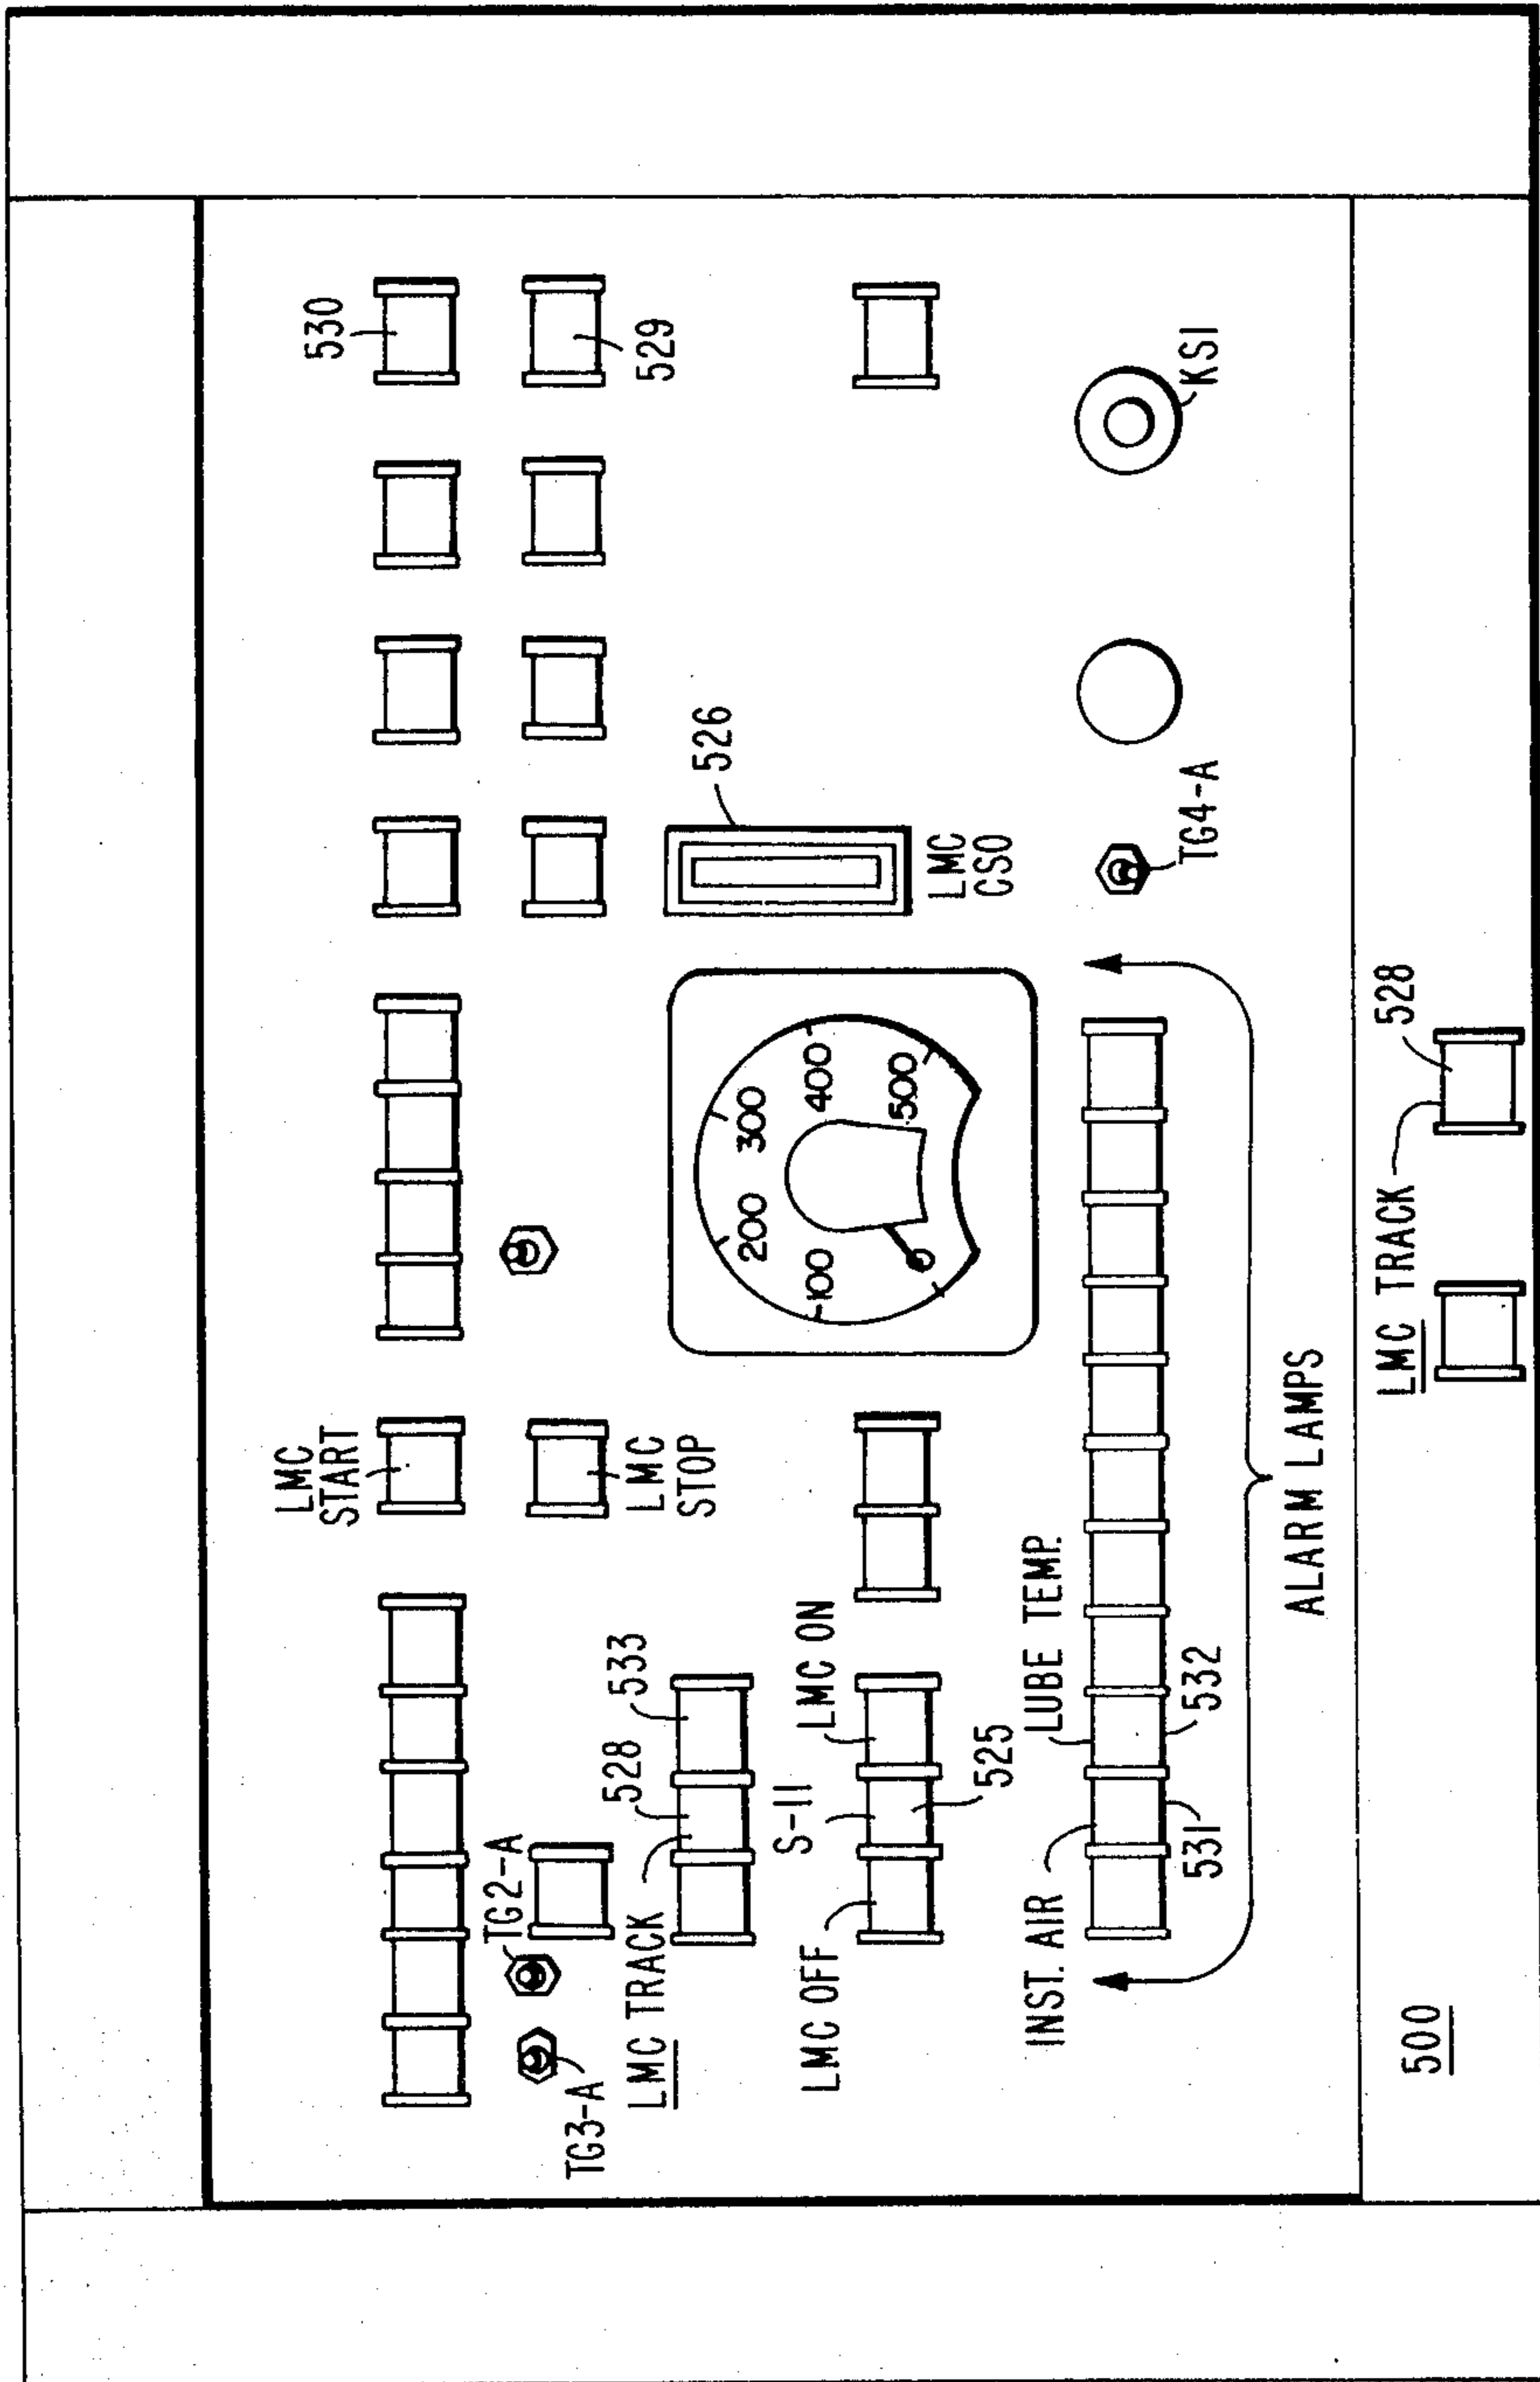 530
LMC
START
529
LMC
STOP
TG2-A
TG3-A
LMC TRACK
528
533
526
LMC
CSO
100
200
300
400
500
S-11
LMC ON
LMC OFF
525
INST. AIR
LUBE TEMP.
531
532
TG4-A
KS1
ALARM LAMPS
LMC TRACK
528
500